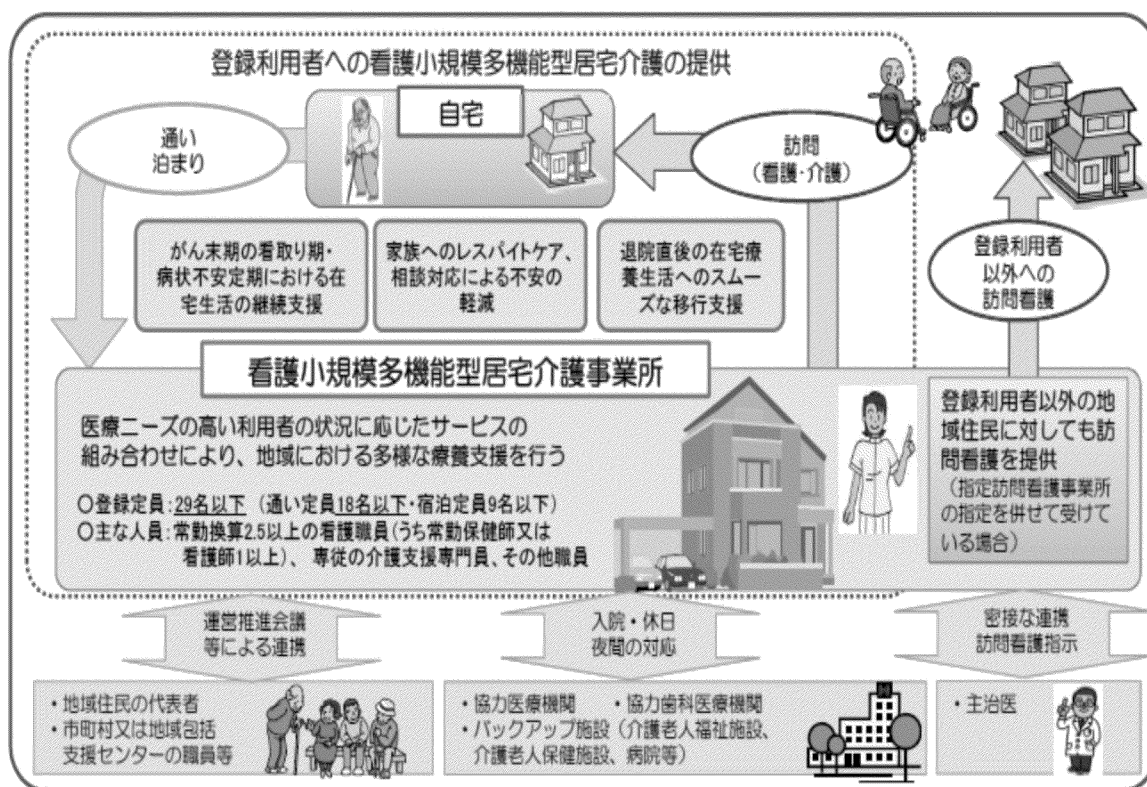 登録利用者への看護小規模多機能型居宅介護の提供
自宅
通い
泊まり
訪問
(看護・介護)
がん末期の看取り期・
病状不安定期における在
宅生活の継続支援
家族へのレスパイトケア、
相談対応による不安の
軽減
退院直後の在宅療
養生活へのスムー
ズな移行支援
登録利用者
以外への
訪問看護
看護小規模多機能型居宅介護事業所
医療ニーズの高い利用者の状況に応じたサービスの
組み合わせにより、地域における多様な療養支援を行う
○登録定員:29名以下 (通い定員18名以下・宿泊定員9名以下)
○主な人員:常勤換算2.5以上の看護職員(うち常勤保健師又は
看護師1以上)、専従の介護支援専門員、その他職員
登録利用者以外の地
域住民に対しても訪
問看護を提供
(指定訪問看護事業所
の指定を併せて受けて
いる場合)
運営推進会議
等による連携
入院・休日
夜間の対応
密接な連携
訪問看護指示
・地域住民の代表者
・市町村又は地域包括
支援センターの職員等
・協力医療機関 ・協力歯科医療機関
・バックアップ施設(介護老人福祉施設、
介護老人保健施設、病院等)
・主治医
H